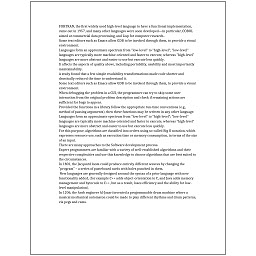 FORTRAN, the first widely used high-level language to have a functional implementation,
came out in 1957, and many other languages were soon developed—in particular, COBOL
aimed at commercial data processing, and Lisp for computer research.
Some text editors such as Emacs allow GDB to be invoked through them, to provide a visual
environment.
Languages form an approximate spectrum from "low-level" to "high-level"; "low-level"
languages are typically more machine-oriented and faster to execute, whereas "high-level"
languages are more abstract and easier to use but execute less quickly.
It affects the aspects of quality above, including portability, usability and most importantly
maintainability.
A study found that a few simple readability transformations made code shorter and
drastically reduced the time to understand it.
Some text editors such as Emacs allow GDB to be invoked through them, to provide a visual
environment.
When debugging the problem in a GUI, the programmer can try to skip some user
interaction from the original problem description and check if remaining actions are
sufficient for bugs to appear.
Provided the functions in a library follow the appropriate run-time conventions (e.g.,
method of passing arguments), then these functions may be written in any other language.
Languages form an approximate spectrum from "low-level" to "high-level"; "low-level"
languages are typically more machine-oriented and faster to execute, whereas "high-level"
languages are more abstract and easier to use but execute less quickly.
For this purpose algorithms are classified into orders using so-called Big O notation, which
expresses resource use, such as execution time or memory consumption, in terms of the size
of an input.
There are many approaches to the Software development process.
Expert programmers are familiar with a variety of well-established algorithms and their
respective complexities and use this knowledge to choose algorithms that are best suited to
the circumstances.
In 1801, the Jacquard loom could produce entirely different weaves by changing the
"program" - a series of pasteboard cards with holes punched in them.
New languages are generally designed around the syntax of a prior language with new
functionality added, (for example C++ adds object-orientation to C, and Java adds memory
management and bytecode to C++, but as a result, loses efficiency and the ability for low-
level manipulation).
In 1206, the Arab engineer Al-Jazari invented a programmable drum machine where a
musical mechanical automaton could be made to play different rhythms and drum patterns,
via pegs and cams.